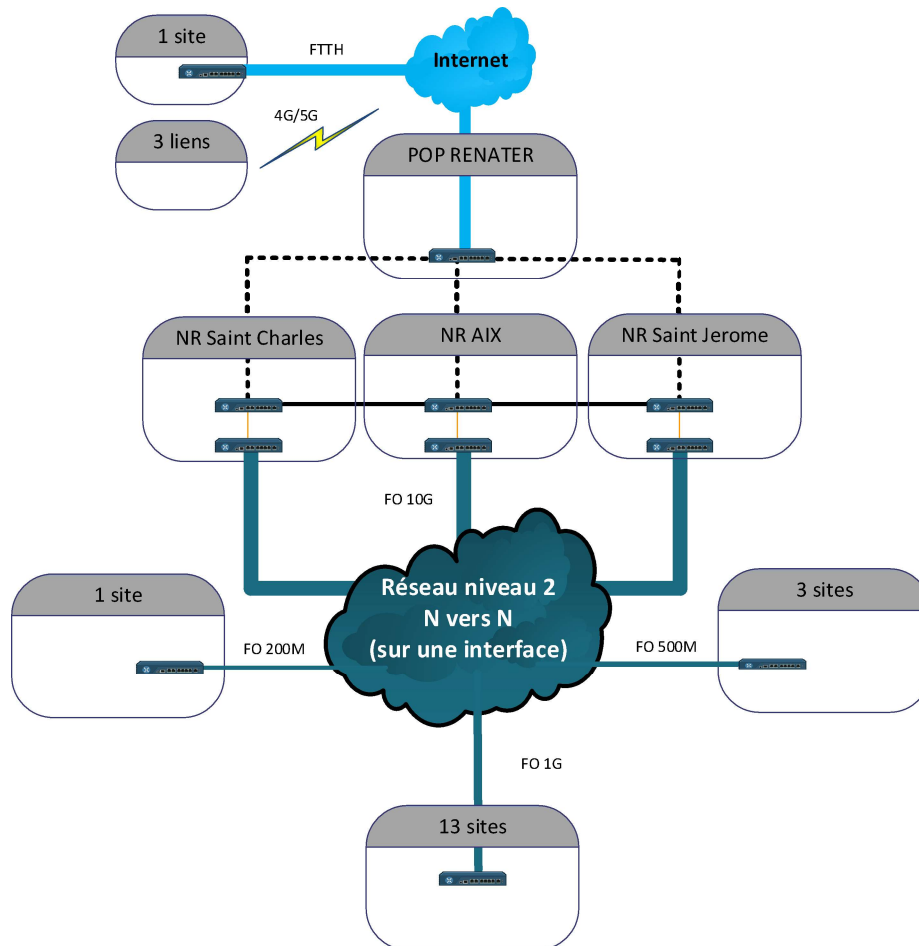 1 site
FTTH
Internet
4G/5G
3 liens
POP RENATER
NR Saint Charles
NR AIX
NR Saint Jerome
FO 10G
Réseau niveau 2
N vers N
(sur une interface)
1 site
FO 200M
3 sites
FO 500M
FO 1G
13 sites